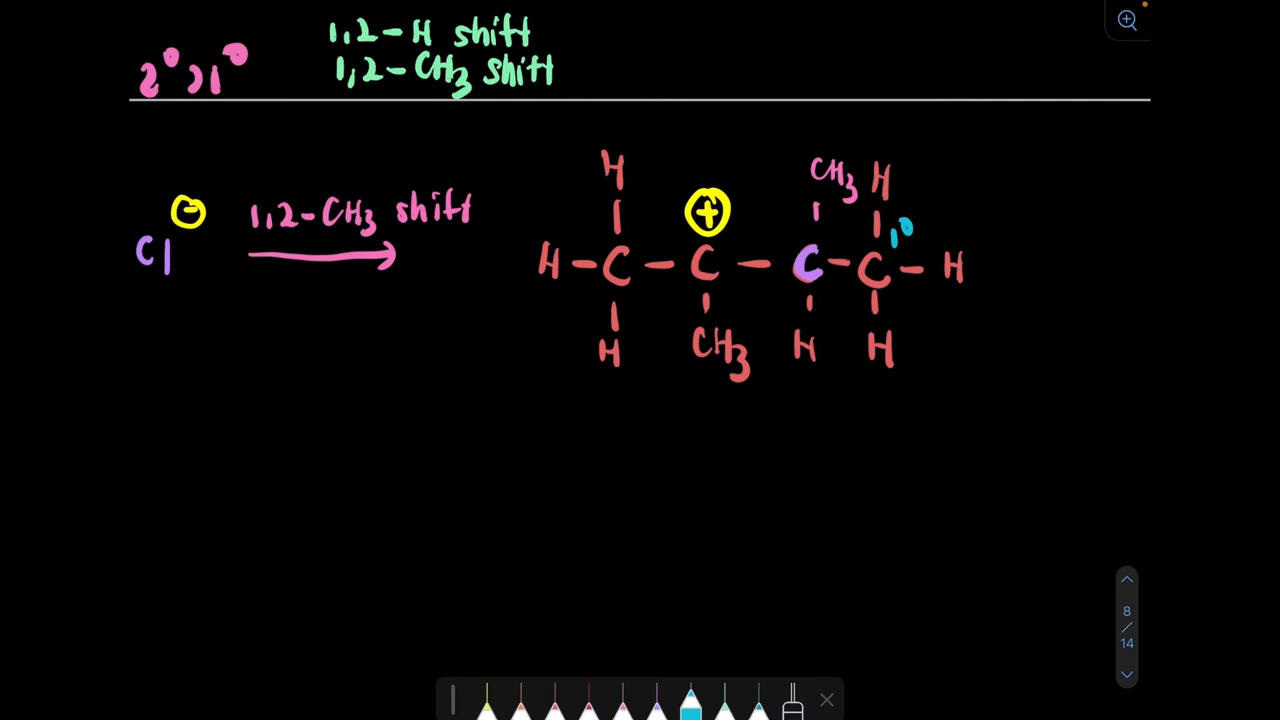 1,2-H shift
2° >1°
1,2-CH3 shift
CH3 H
H
⊖ 1,2-CH3 shift ⊕
1°
Cl
H-C-C-C-C-H
H CH3 H H
8
/
14